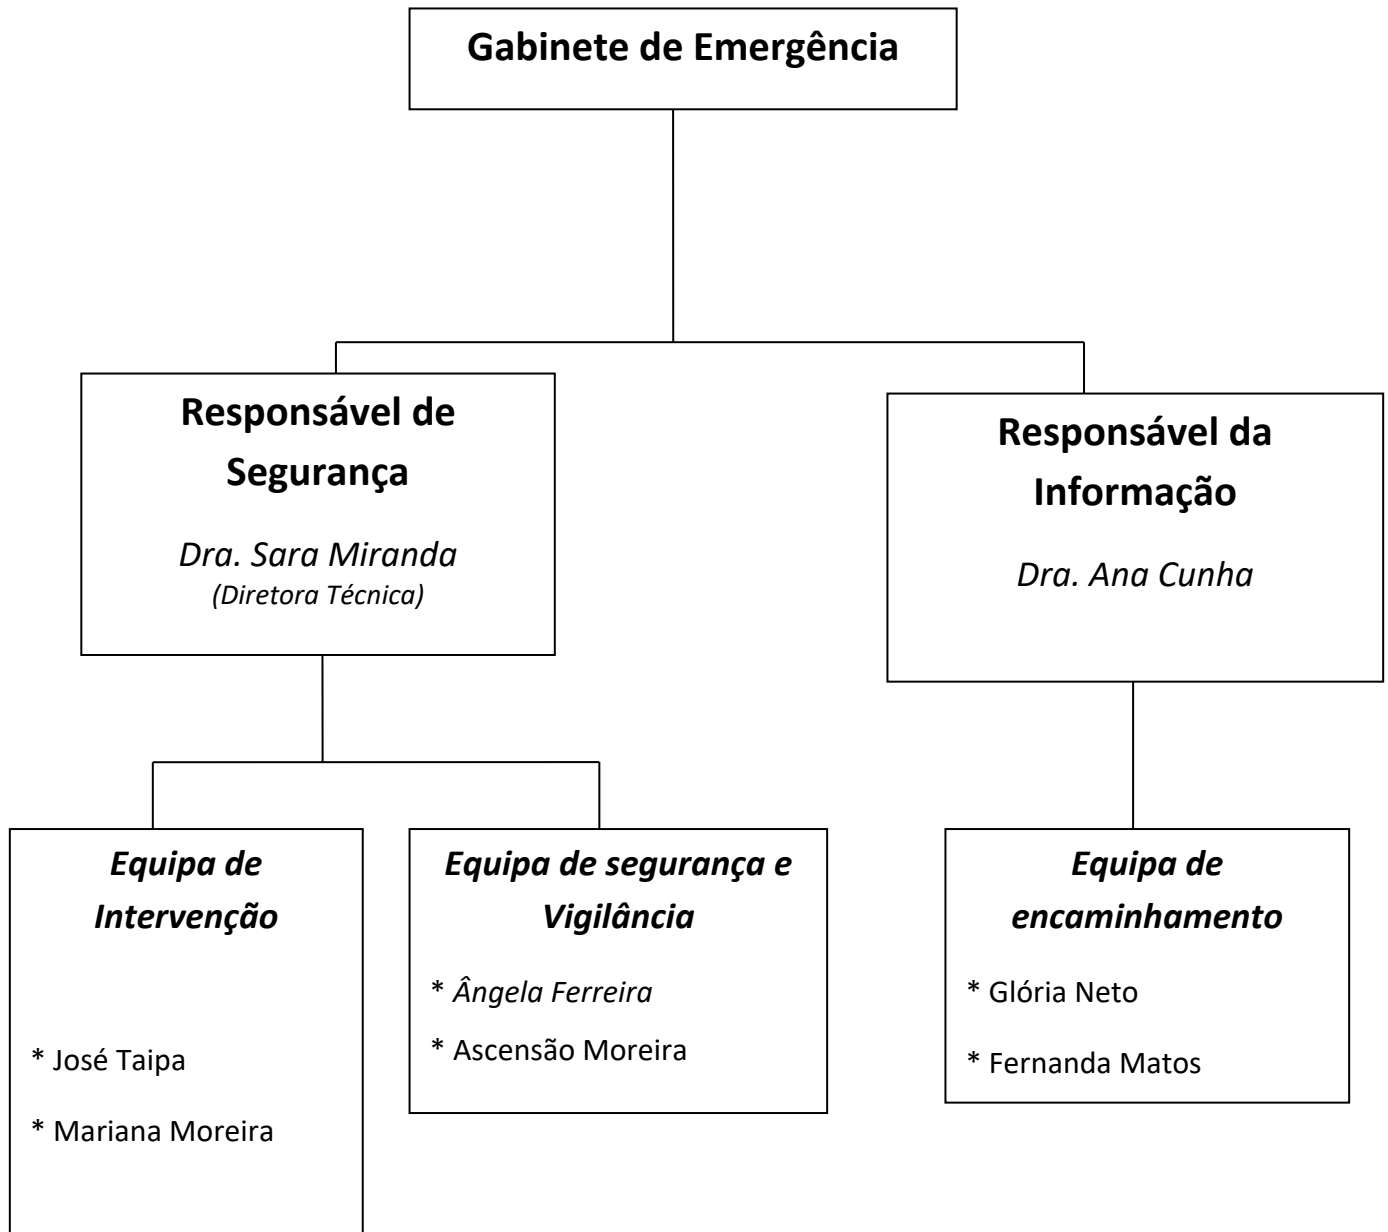 Gabinete de Emergência
Responsável de
Segurança
Dra. Sara Miranda
(Diretora Técnica)
Responsável da
Informação
Dra. Ana Cunha
Equipa de
Intervenção
* José Taipa
* Mariana Moreira
Equipa de segurança e
Vigilância
* Ângela Ferreira
* Ascensão Moreira
Equipa de
encaminhamento
* Glória Neto
* Fernanda Matos